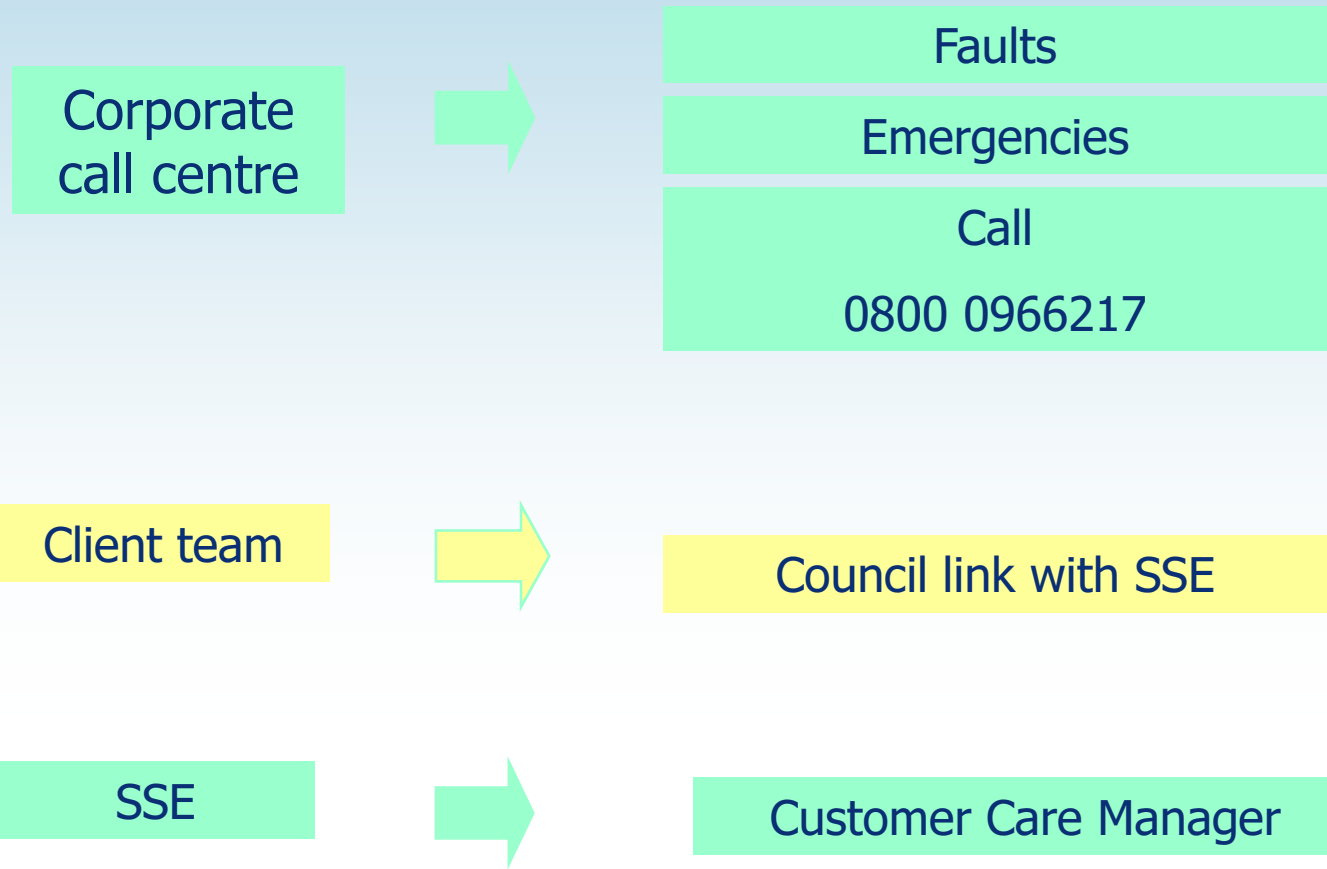 Corporate
call centre
Faults
Emergencies
Call
0800 0966217
Client team
Council link with SSE
SSE
Customer Care Manager